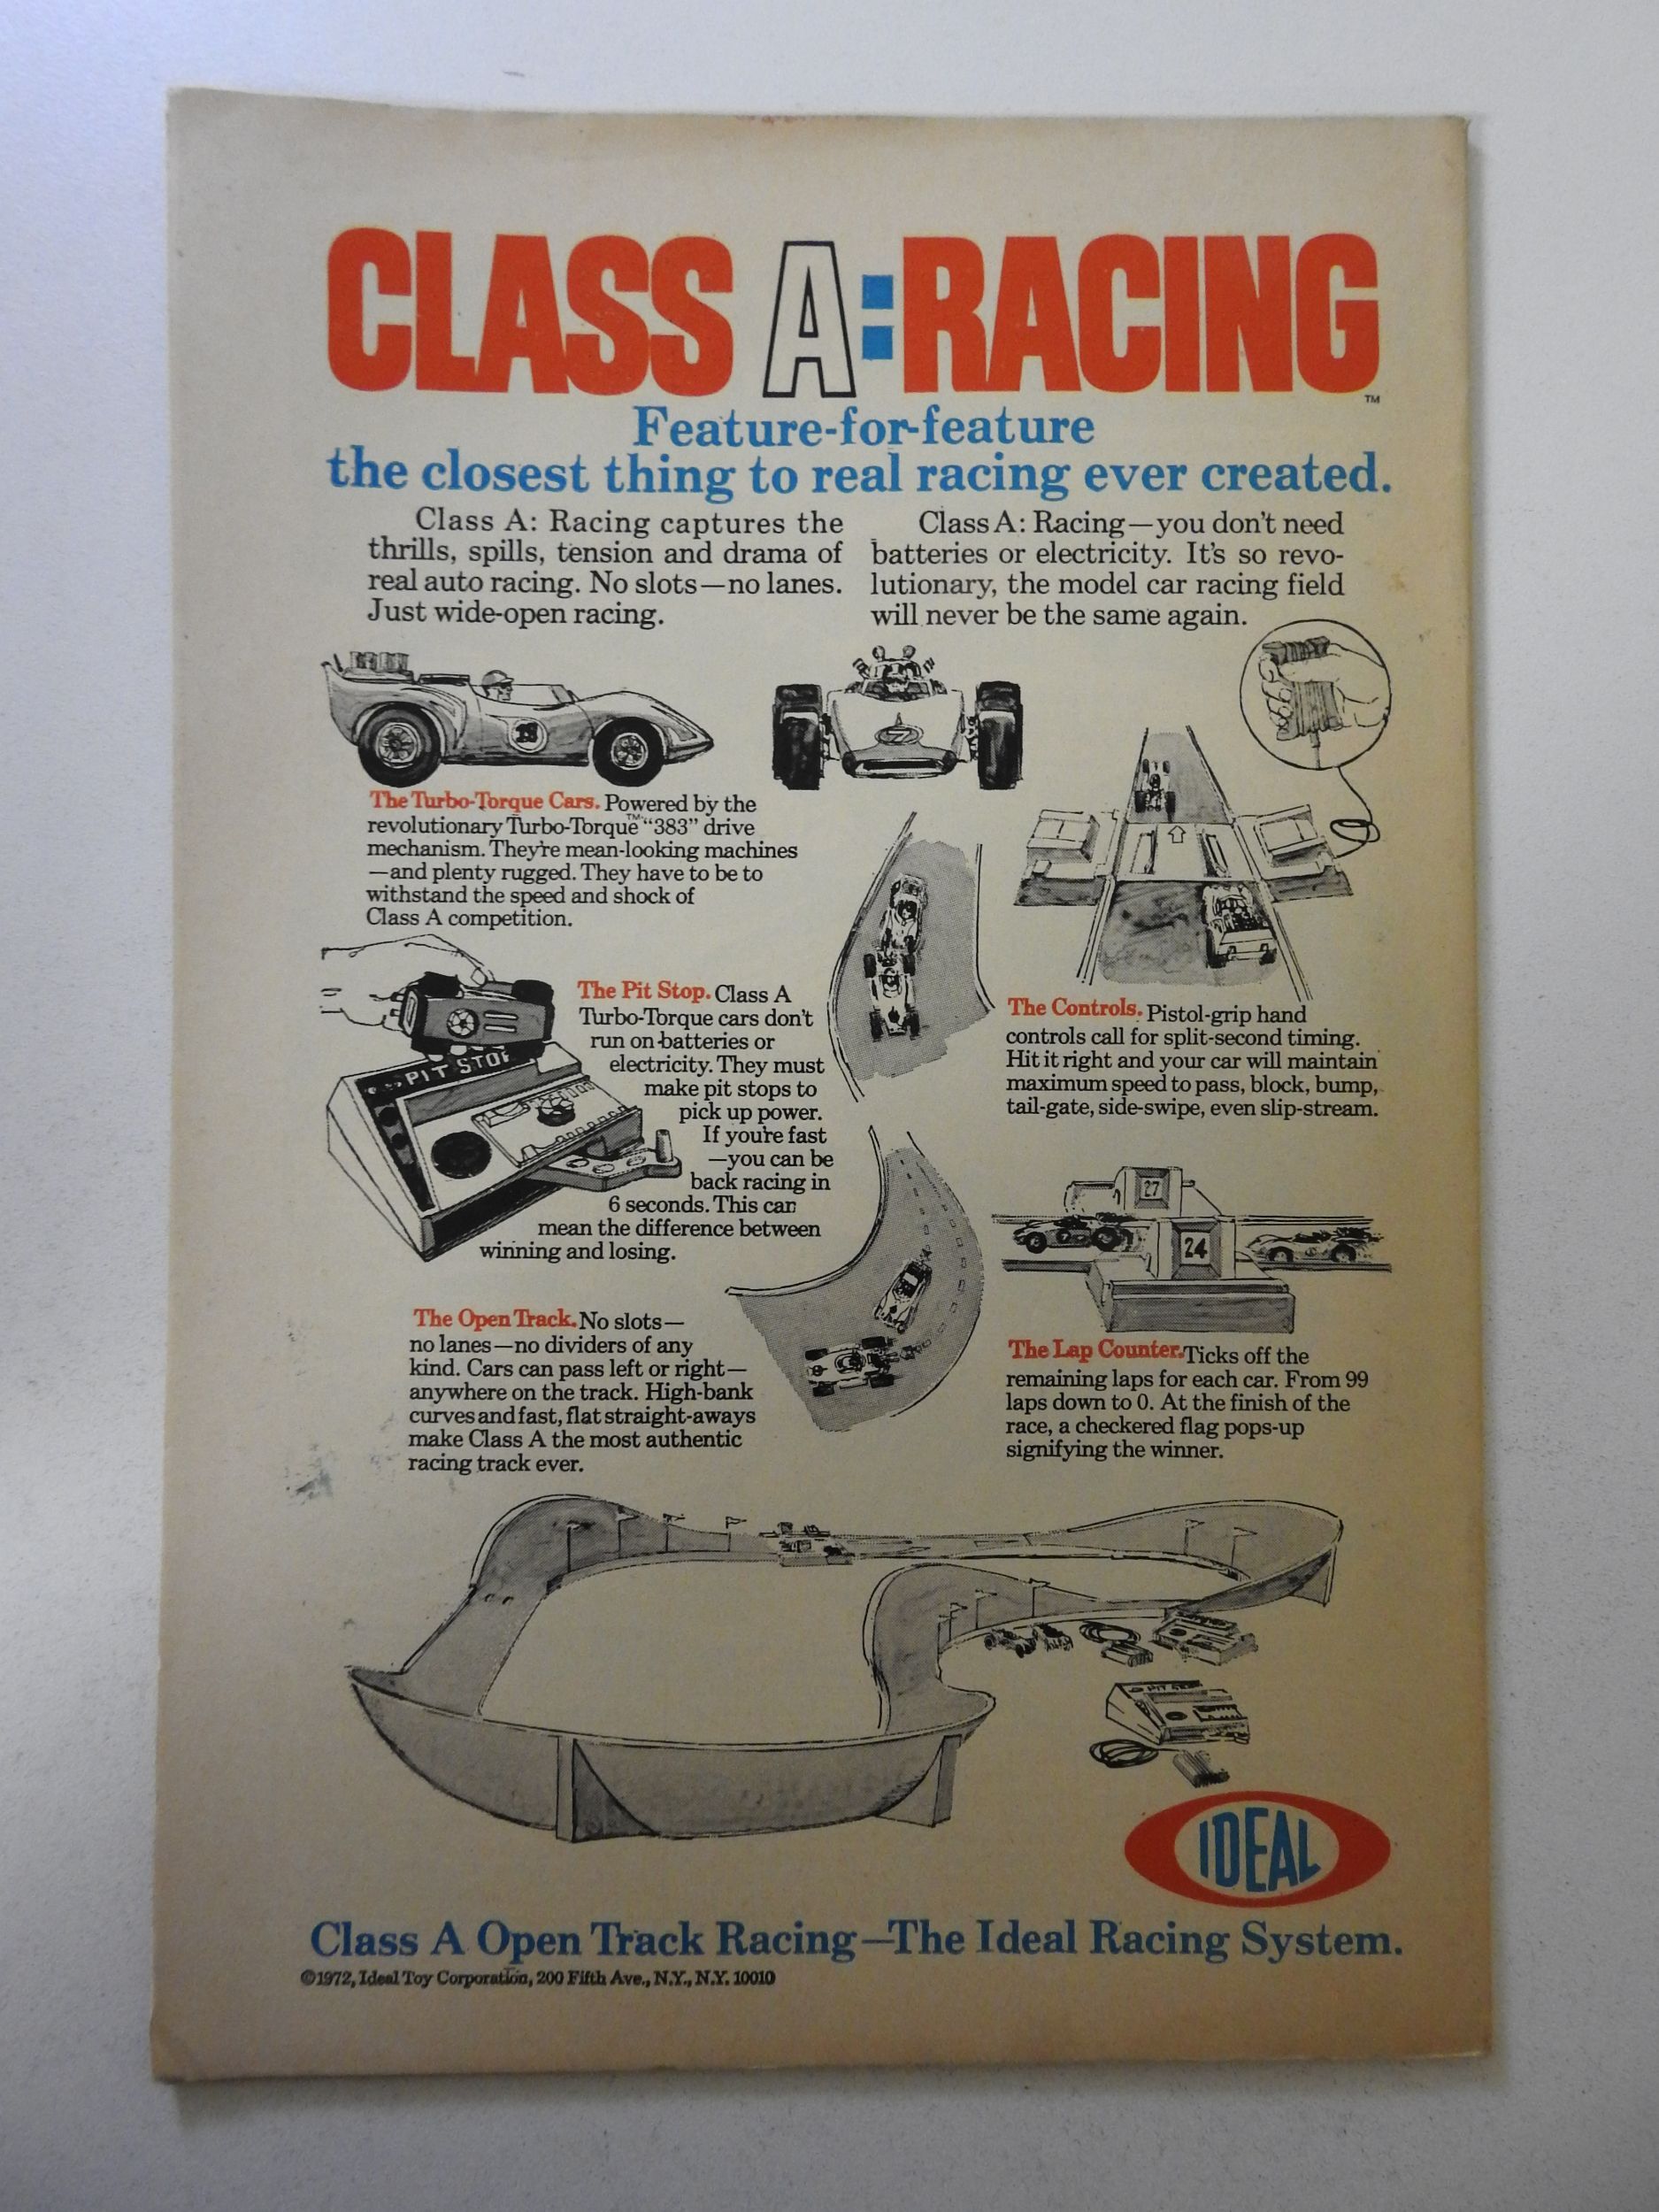 CLASS A:RACING
TM
Feature-for-feature
the closest thing to real racing ever created.
Class A: Racing captures the
thrills, spills, tension and drama of
real auto racing. No slots—no lanes.
Just wide-open racing.
Class A: Racing—you don't need
batteries or electricity. It's so revo-
lutionary, the model car racing field
will never be the same again.
The Turbo-Torque Cars. Powered by the
revolutionary Turbo-Torque™ "383" drive
mechanism. They're mean-looking machines
—and plenty rugged. They have to be to
withstand the speed and shock of
Class A competition.
PIT STOP
The Pit Stop. Class A
Turbo-Torque cars don't
run on batteries or
electricity. They must
make pit stops to
pick up power.
If you're fast
—you can be
back racing in
6 seconds. This can
mean the difference between
winning and losing.
The Controls. Pistol-grip hand
controls call for split-second timing.
Hit it right and your car will maintain
maximum speed to pass, block, bump,
tail-gate, side-swipe, even slip-stream.
27
24
The Open Track. No slots—
no lanes—no dividers of any
kind. Cars can pass left or right—
anywhere on the track. High-bank
curves and fast, flat straight-aways
make Class A the most authentic
racing track ever.
The Lap Counter. Ticks off the
remaining laps for each car. From 99
laps down to 0. At the finish of the
race, a checkered flag pops-up
signifying the winner.
IDEAL
Class A Open Track Racing—The Ideal Racing System.
©1972, Ideal Toy Corporation, 200 Fifth Ave., N.Y., N.Y. 10010